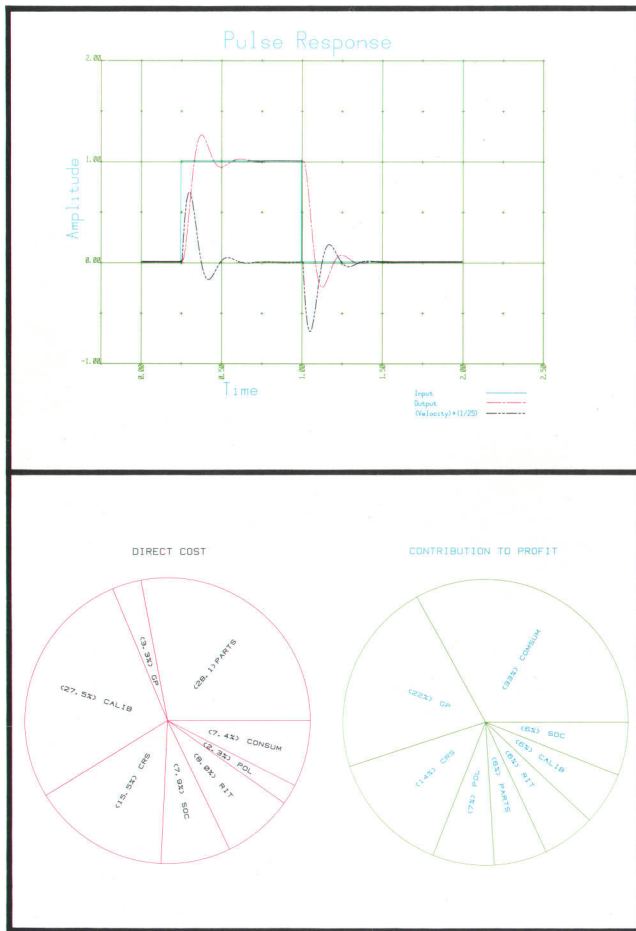 Pulse Response
2.00
1.00
0.00
-1.00
Amplitude
0.00
0.50
1.00
1.50
2.00
2.50
Time
Input
Output
(Velocity)*(1/25)
DIRECT COST
(3.3%) GP
(28.1)PARTS
(27.5%) CALIB
(7.4%) CONSUM
(2.3%) POL
(8.0%) RIT
(7.9%) SOC
(15.5%) CRS
CONTRIBUTION TO PROFIT
(33%) COMSUM
(22%) GP
(6%) SOC
(6%) CALIB
(6%) RIT
(6%) PARTS
(7%) POL
(14%) CRS